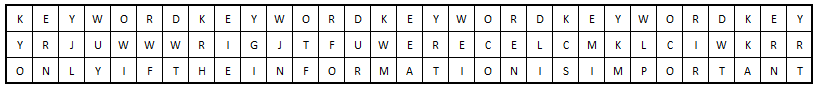 K E Y W O R D K E Y W O R D K E Y W O R D K E Y W O R D K E Y
Y R J U W W W R I G J T F U W E R E C E L C M K L C I W K R R
O N L Y I F T H E I N F O R M A T I O N I S I M P O R T A N T